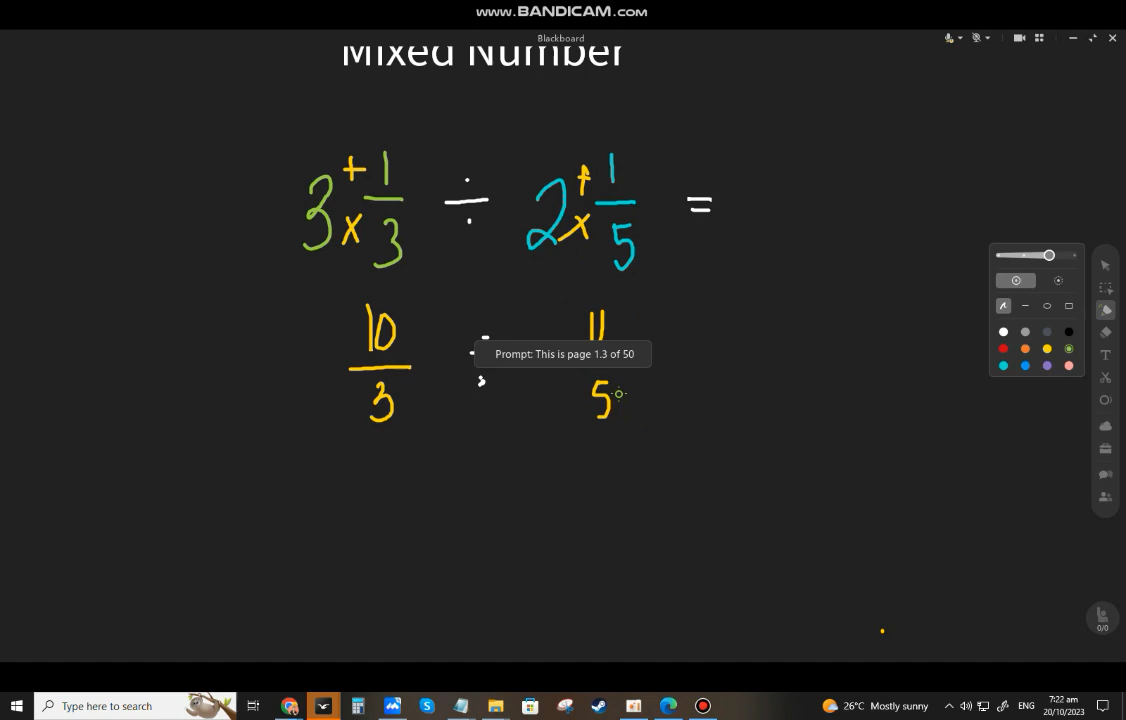 www.BANDICAM.com
Blackboard
Mixed Number
3 + x 1/3 ÷ 2 + x 1/5 =
10/3 ÷ 11/5
Prompt: This is page 1.3 of 50
0/0
Type here to search
26°C Mostly sunny
ENG
7:22 am
20/10/2023